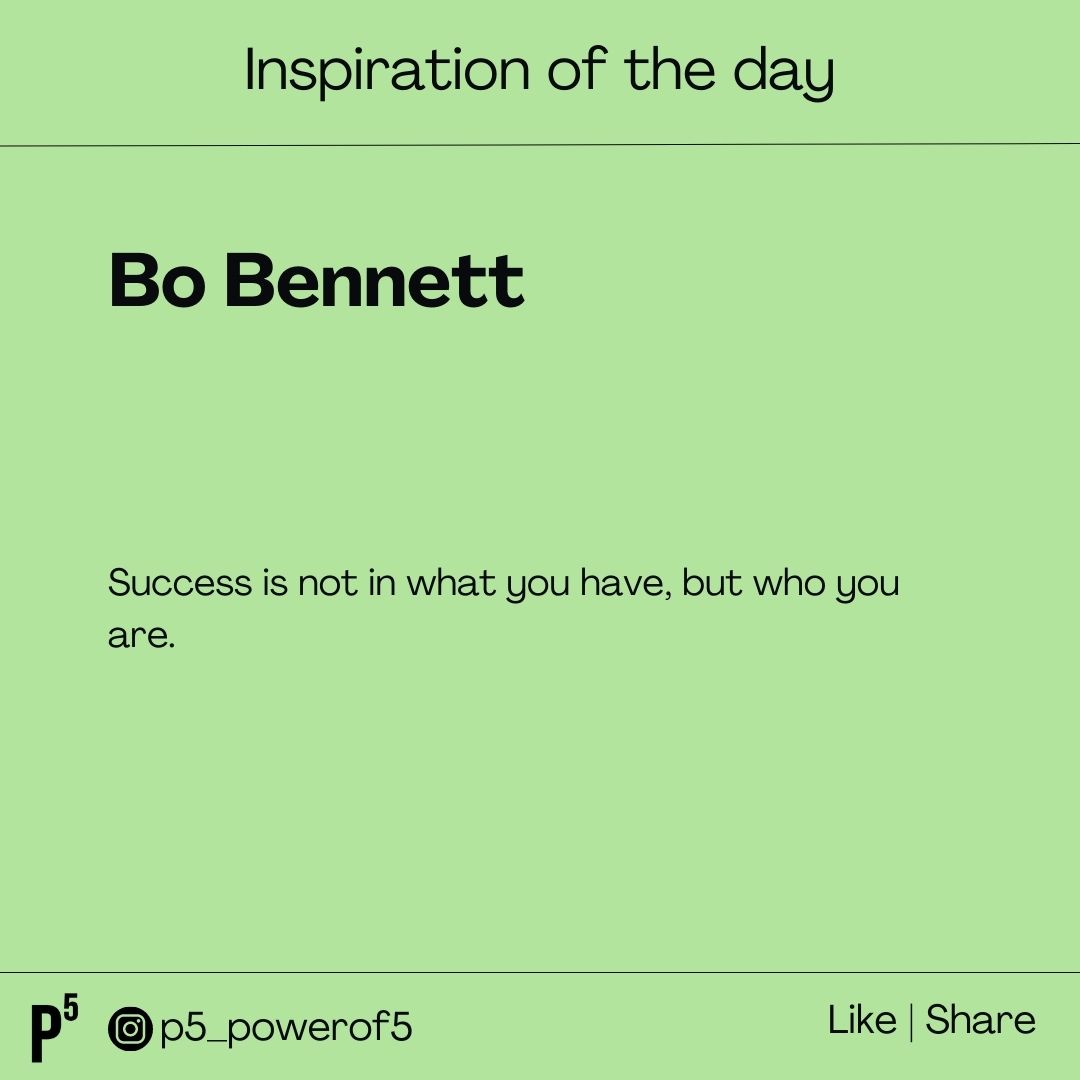 Inspiration of the day
Bo Bennett
Success is not in what you have, but who you
are.
P5 p5_powerof5
Like | Share